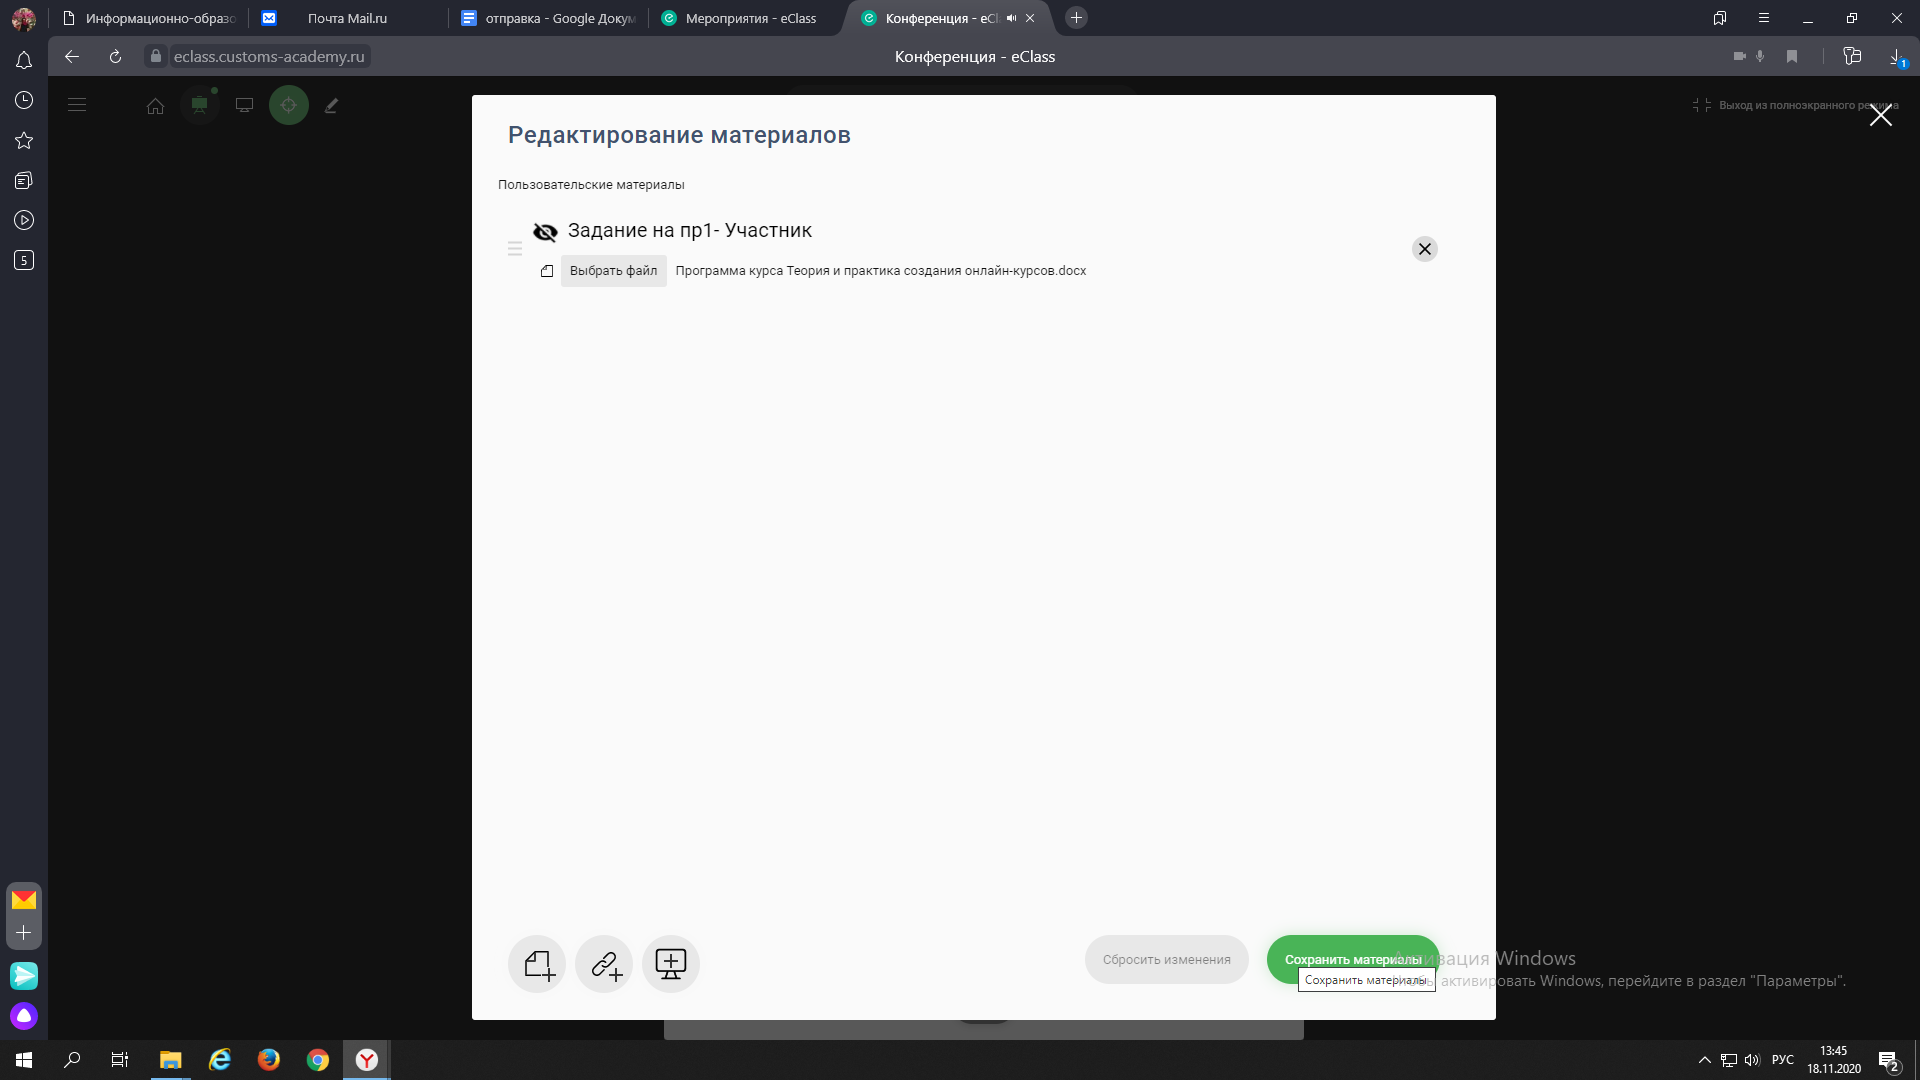 Информационно-образо
Почта Mail.ru
отправка - Google Докум
Мероприятия - eClass
Конференция - eCl
eclass.customs-academy.ru
Конференция - eClass
1
Выход из полноэкранного режима
5
Редактирование материалов
Пользовательские материалы
Задание на пр1- Участник
Выбрать файл
Программа курса Теория и практика создания онлайн-курсов.docx
Сбросить изменения
Сохранить материалы
Сохранить материалы
Активация Windows
Чтобы активировать Windows, перейдите в раздел "Параметры".
РУС
13:45
18.11.2020
2